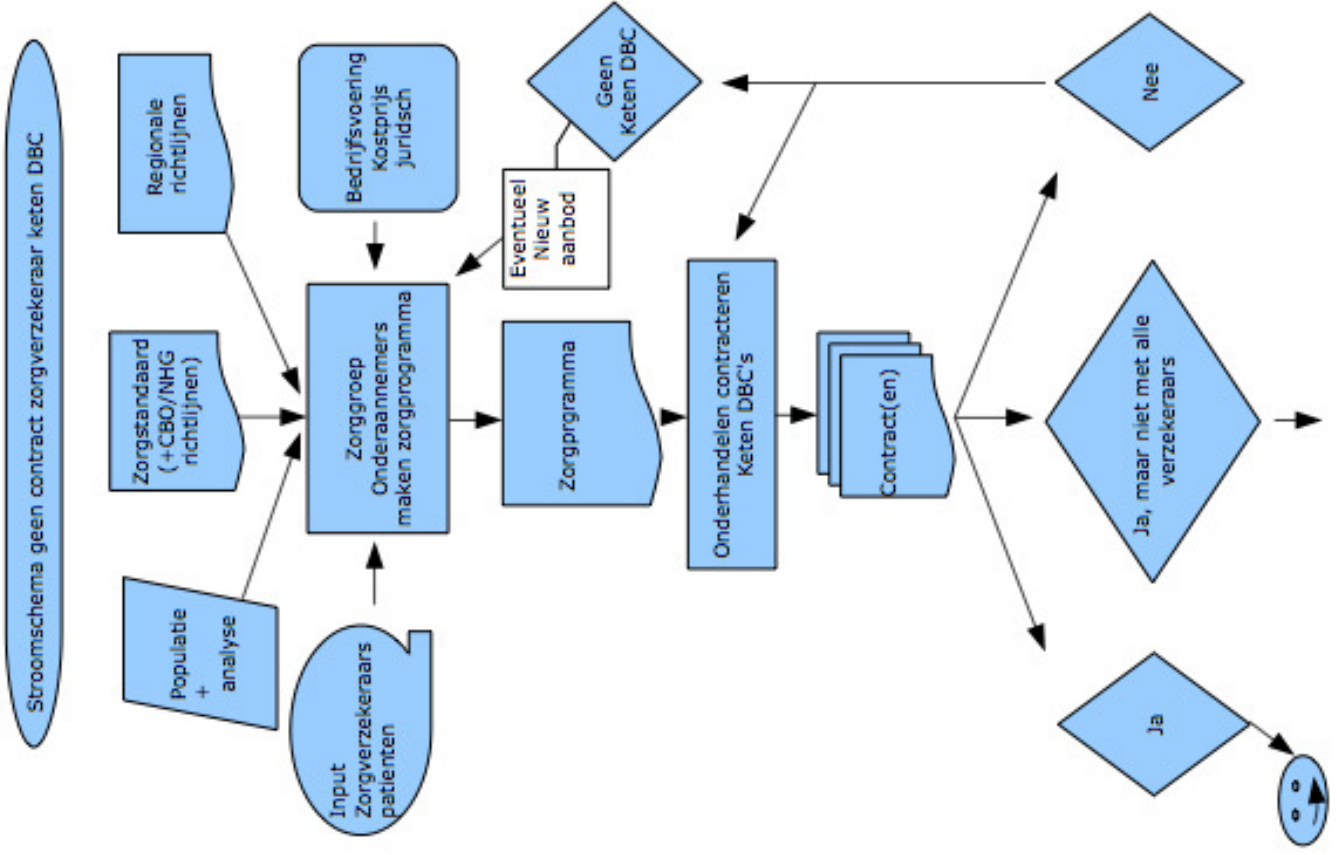 Stroomschema geen contract zorgverzekeraar keten DBC
Populatie
+
analyse
Zorgstandaard
(+CBO/NHG
richtlijnen)
Regionale
richtlijnen
Input
Zorgverzekeraars
patienten
Zorggroep
Onderaannemers
maken zorgprogramma
Bedrijfsvoering
Kostprijs
juridsch
Eventueel
Nieuw
aanbod
Geen
Keten DBC
Zorgprgramma
Onderhandelen contracteren
Keten DBC's
Contract(en)
Ja
Ja, maar niet met alle
verzekeraars
Nee